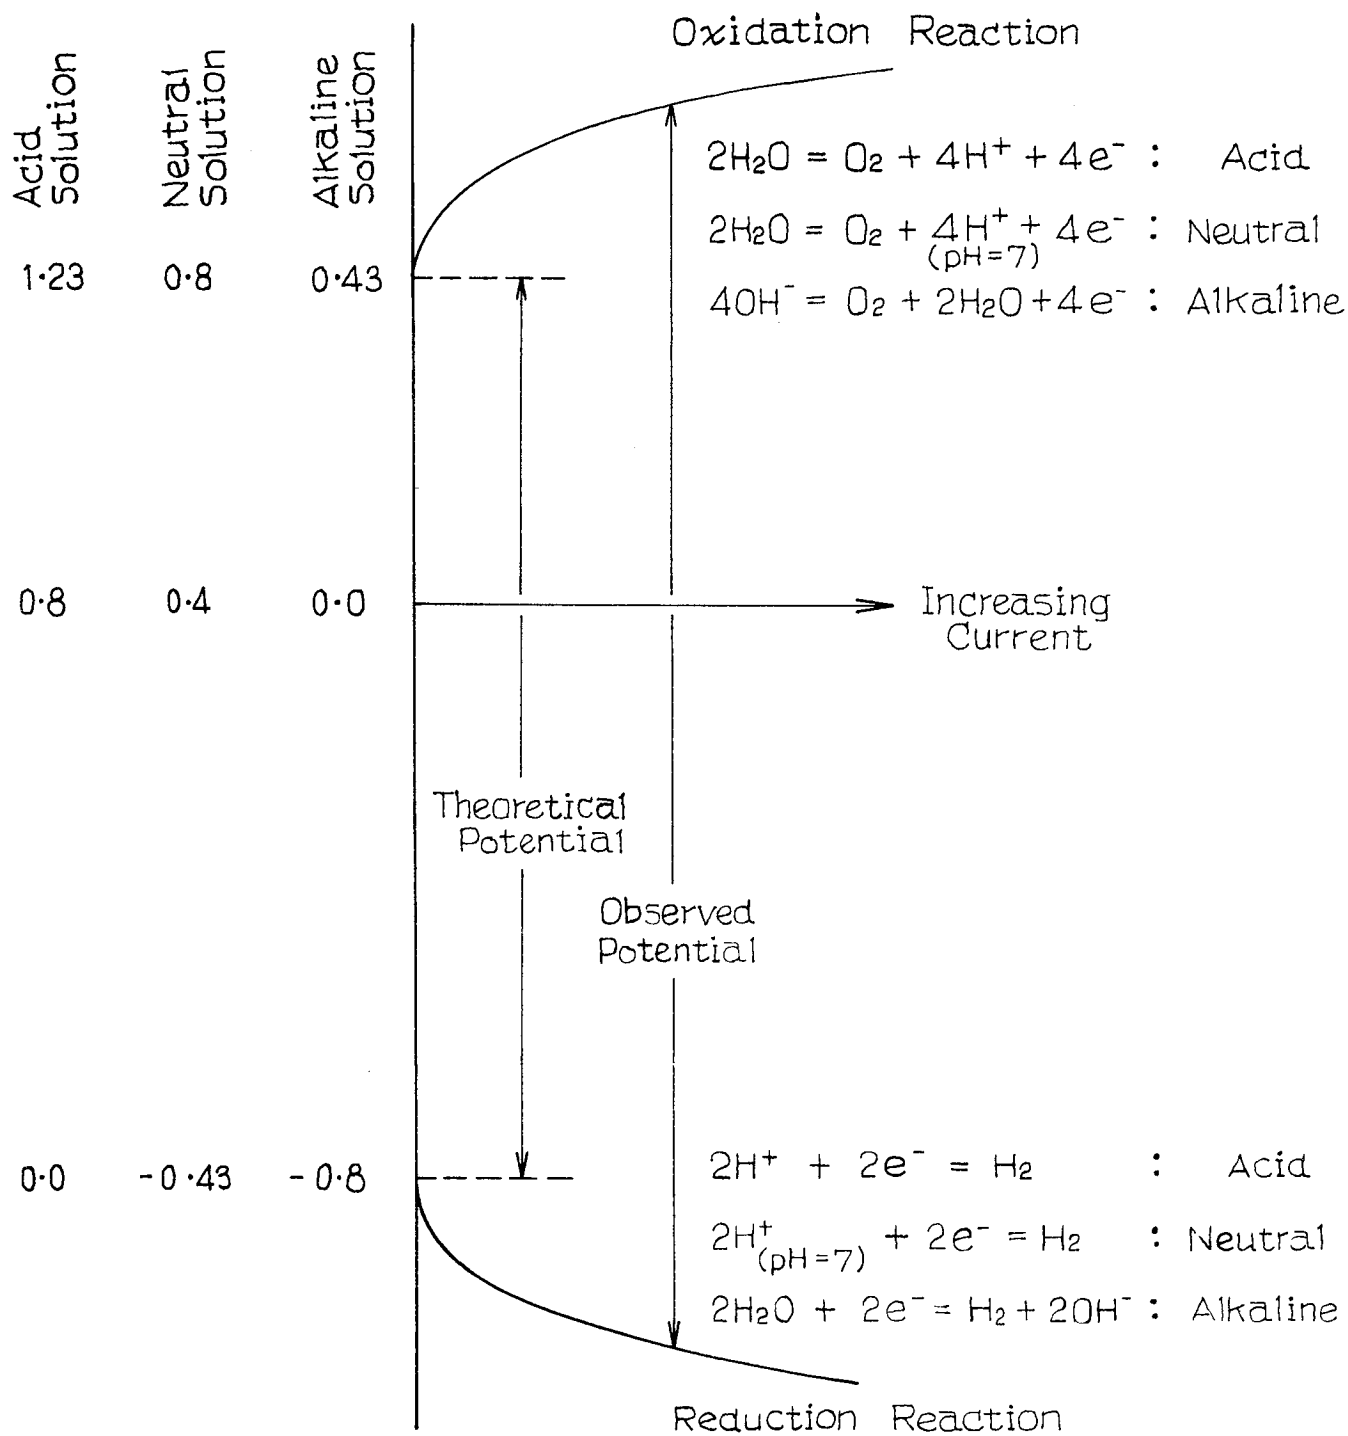 Oxidation Reaction
Acid
Solution
Neutral
Solution
Alkaline
Solution
2H₂O = O₂ + 4H⁺ + 4e⁻ : Acid
2H₂O = O₂ + 4H⁺ + 4e⁻ : Neutral
(pH=7)
1·23 0·8 0·43
4OH⁻ = O₂ + 2H₂O + 4e⁻ : Alkaline
0·8 0·4 0·0
Increasing
Current
Theoretical
Potential
Observed
Potential
0·0 -0·43 -0·8
2H⁺ + 2e⁻ = H₂ : Acid
2H⁺ + 2e⁻ = H₂ : Neutral
(pH=7)
2H₂O + 2e⁻ = H₂ + 2OH⁻ : Alkaline
Reduction Reaction